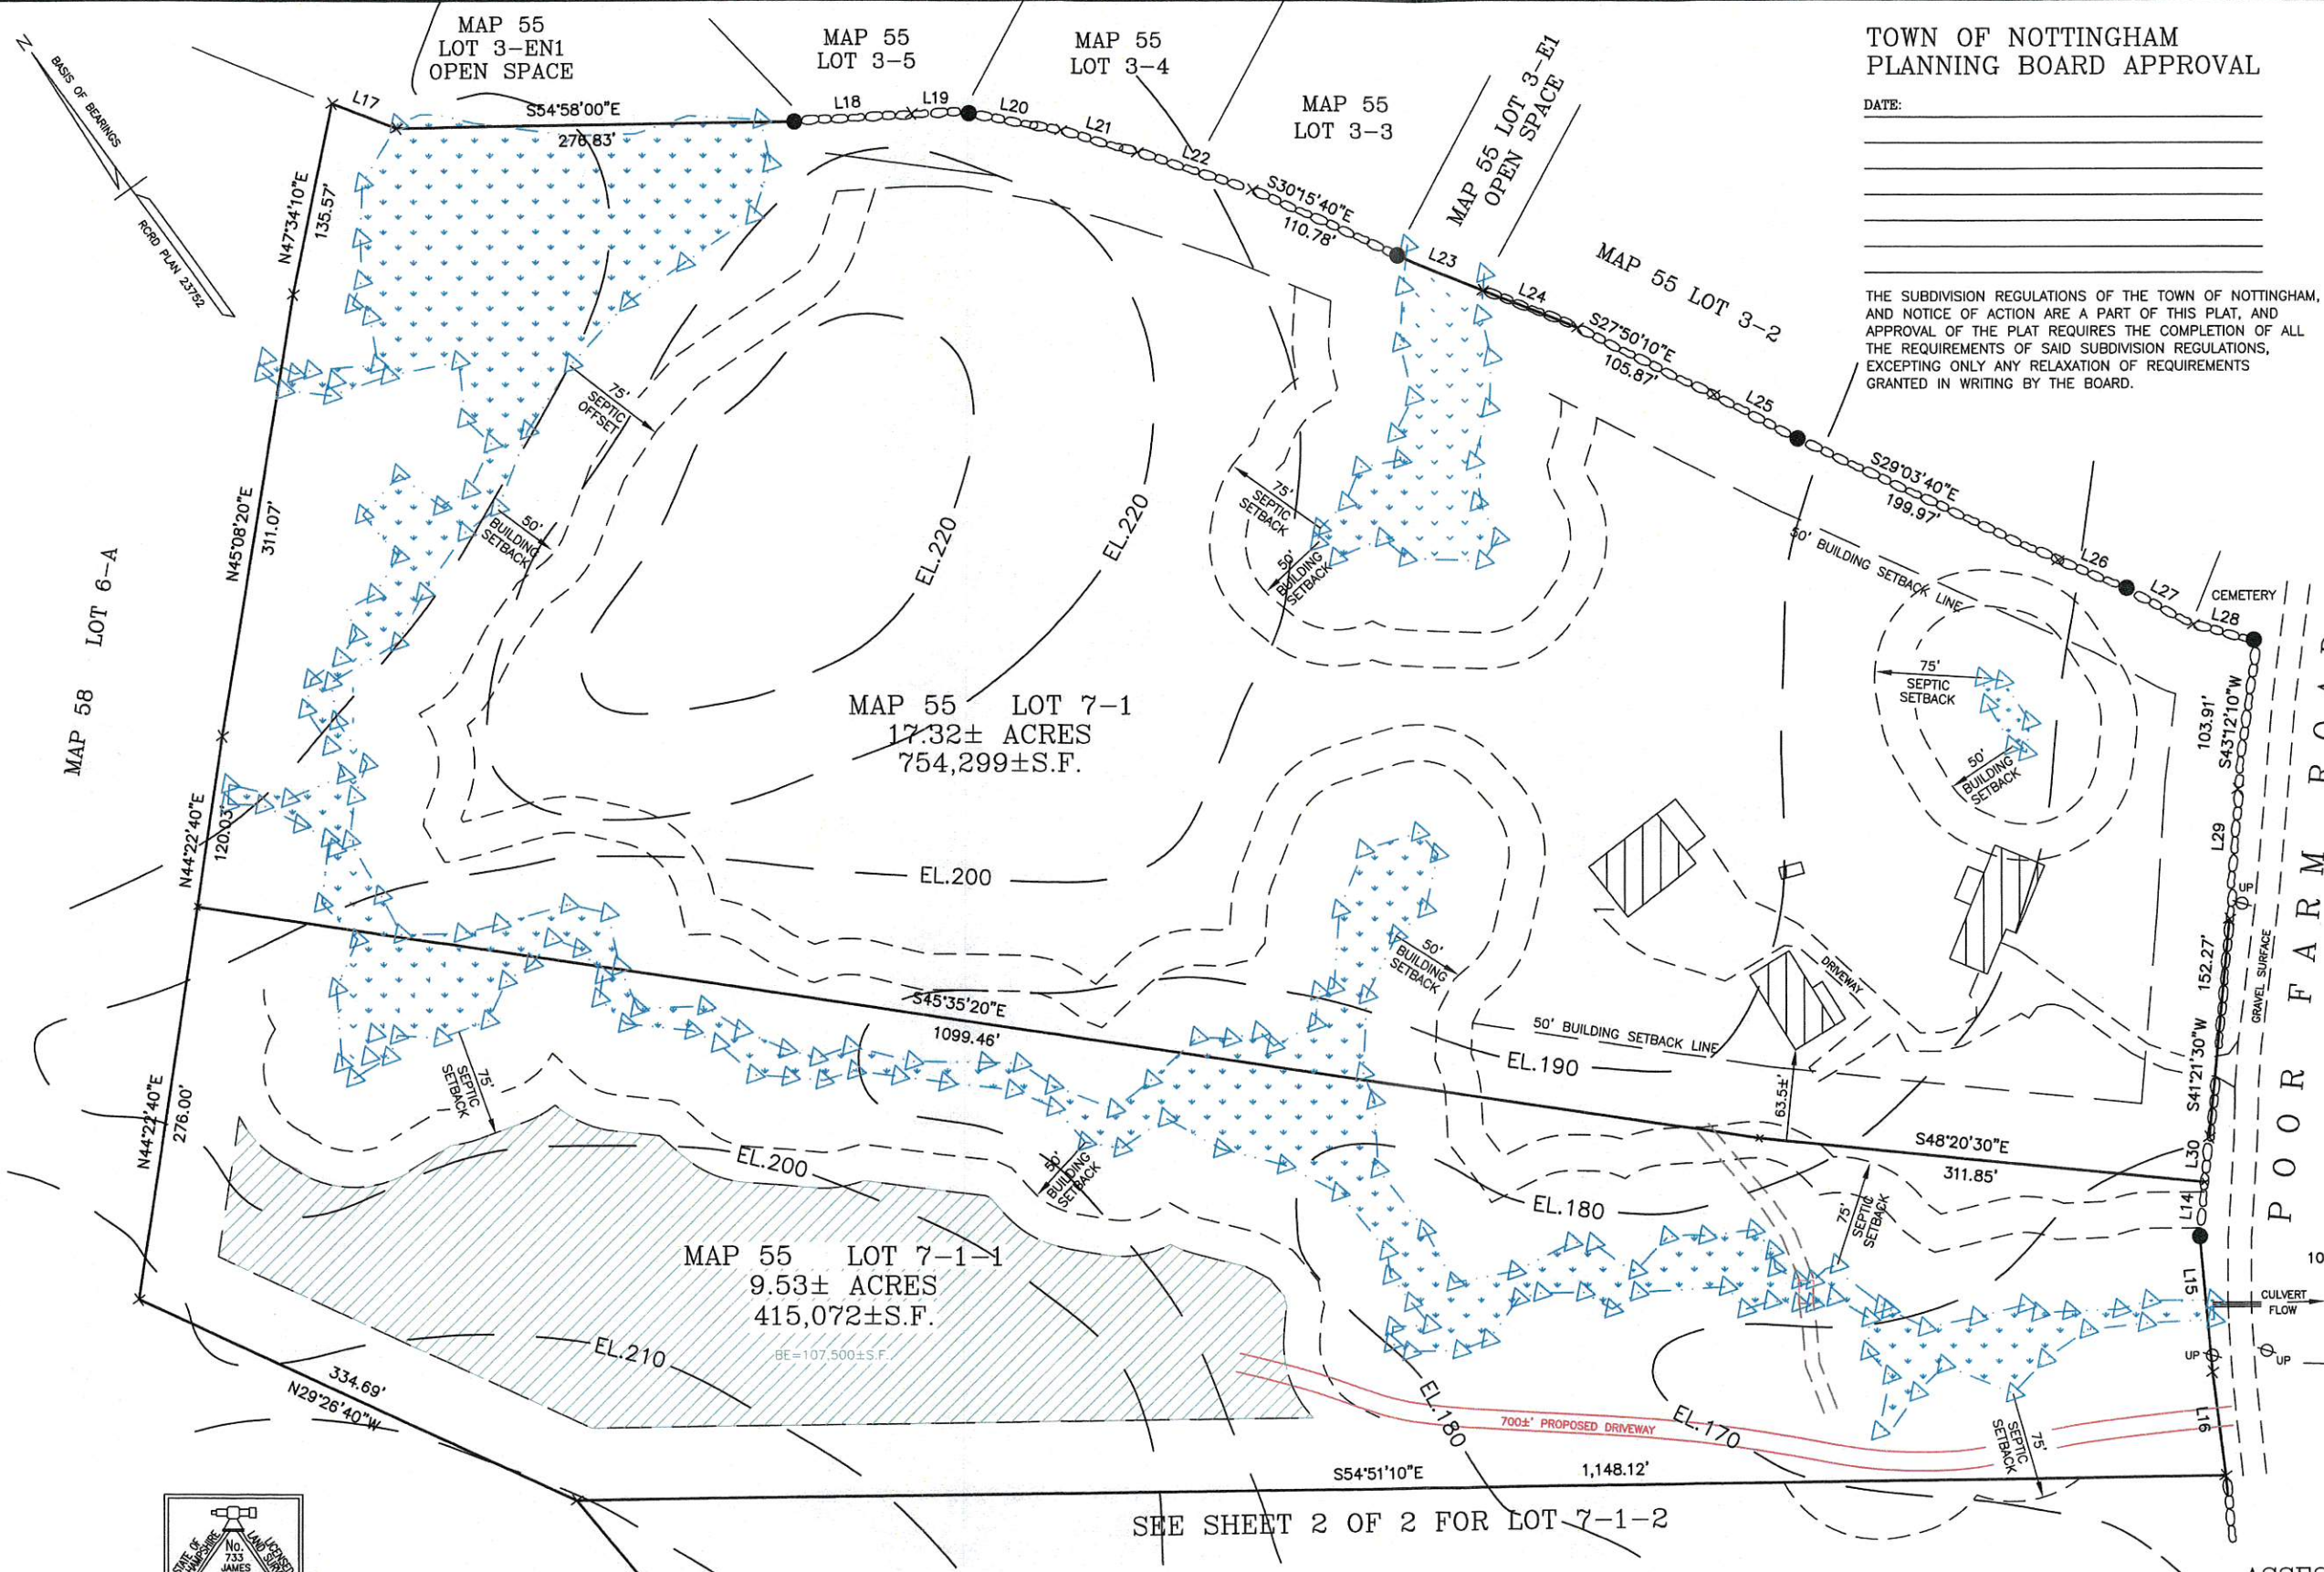 MAP 55
LOT 3-EN1
OPEN SPACE
MAP 55
LOT 3-5
MAP 55
LOT 3-4
MAP 55
LOT 3-3
MAP 55 LOT 3-E1
OPEN SPACE
MAP 55 LOT 3-2
TOWN OF NOTTINGHAM
PLANNING BOARD APPROVAL
DATE:
THE SUBDIVISION REGULATIONS OF THE TOWN OF NOTTINGHAM,
AND NOTICE OF ACTION ARE A PART OF THIS PLAT, AND
APPROVAL OF THE PLAT REQUIRES THE COMPLETION OF ALL
THE REQUIREMENTS OF SAID SUBDIVISION REGULATIONS,
EXCEPTING ONLY ANY RELAXATION OF REQUIREMENTS
GRANTED IN WRITING BY THE BOARD.
N
BASIS OF BEARINGS
RCRD PLAN 23752
L17
S54°58'00"E
276.83'
L18
L19
L20
L21
L22
S30°15'40"E
110.78'
L23
L24
S27°50'10"E
105.87'
L25
S29°03'40"E
199.97'
L26
L27
CEMETERY
L28
N47°34'10"E
135.57'
N45°08'20"E
311.07'
MAP 58 LOT 6-A
75'
SEPTIC
OFFSET
50'
BUILDING
SETBACK
EL.220
EL.220
75'
SEPTIC
SETBACK
50'
BUILDING
SETBACK
50' BUILDING SETBACK LINE
75'
SEPTIC
SETBACK
50'
BUILDING
SETBACK
103.91'
S43°12'10"W
L29
UP
152.27'
S41°21'30"W
GRAVEL SURFACE
POOR FARM ROAD
MAP 55 LOT 7-1
17.32± ACRES
754,299±S.F.
N44°22'40"E
120.03'
EL.200
50'
BUILDING
SETBACK
DRIVEWAY
S45°35'20"E
1099.46'
50' BUILDING SETBACK LINE
EL.190
63.5±'
S48°20'30"E
311.85'
L30
L14
L15
L16
10
CULVERT
FLOW
UP
UP
N44°22'40"E
276.00'
75'
SEPTIC
SETBACK
EL.200
50'
BUILDING
SETBACK
EL.180
75'
SEPTIC
SETBACK
MAP 55 LOT 7-1-1
9.53± ACRES
415,072±S.F.
BE=107,500±S.F.
EL.210
334.69'
N29°26'40"W
EL.180
700±' PROPOSED DRIVEWAY
EL.170
75'
SEPTIC
SETBACK
S54°51'10"E
1,148.12'
SEE SHEET 2 OF 2 FOR LOT 7-1-2
STATE OF
LICENSED
LAND
No.
733
JAMES